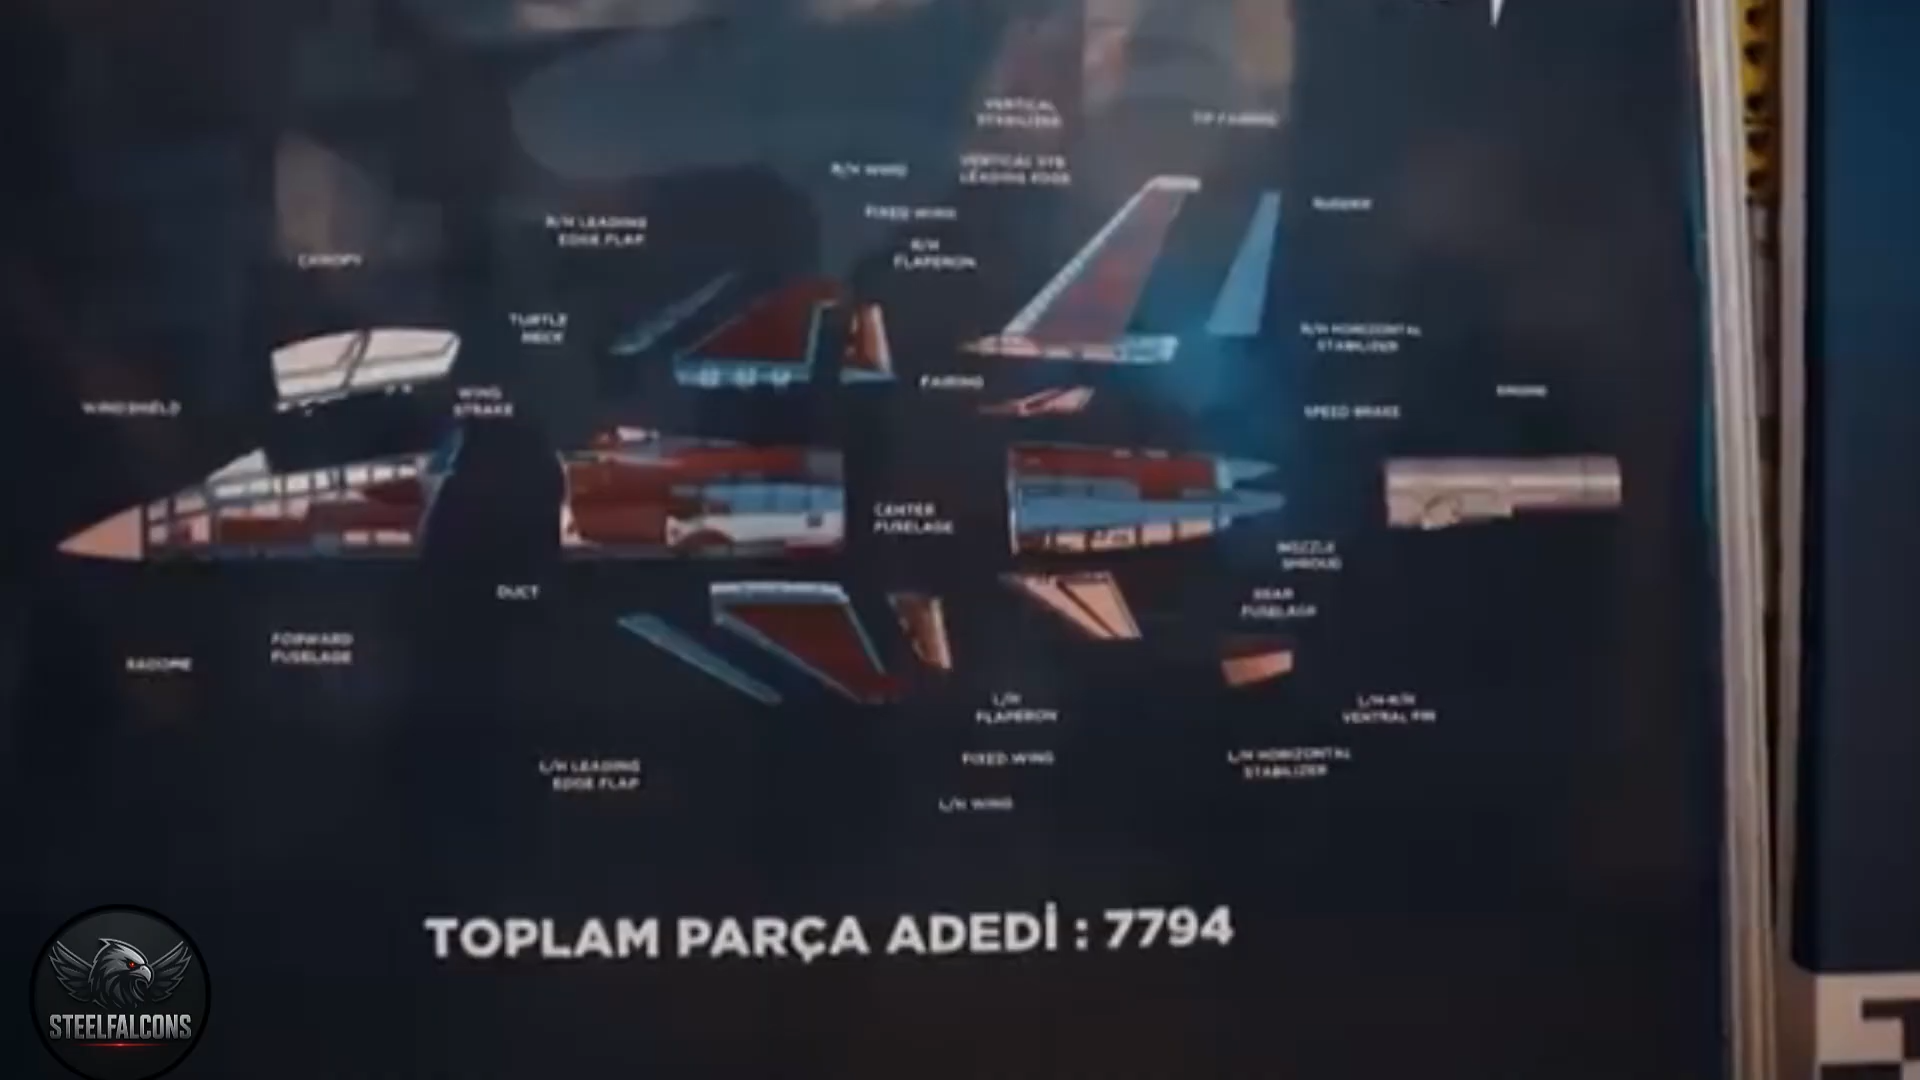 VERTICAL
STABILIZER
TIP FAIRING
R/H WING
VERTICAL STB
LEADING EDGE
RUDDER
R/H LEADING
EDGE FLAP
FIXED WING
R/H
FLAPERON
CANOPY
TURTLE
NECK
R/H HORIZONTAL
STABILIZER
FAIRING
ENGINE
WINDSHIELD
WING
STRAKE
SPEED BRAKE
CENTER
FUSELAGE
NOZZLE
SHROUD
DUCT
REAR
FUSELAGE
FORWARD
FUSELAGE
RADOME
L/H
FLAPERON
L/H-R/H
VENTRAL FIN
FIXED WING
L/H HORIZONTAL
STABILIZER
L/H LEADING
EDGE FLAP
L/H WING
TOPLAM PARÇA ADEDİ : 7794
STEELFALCONS